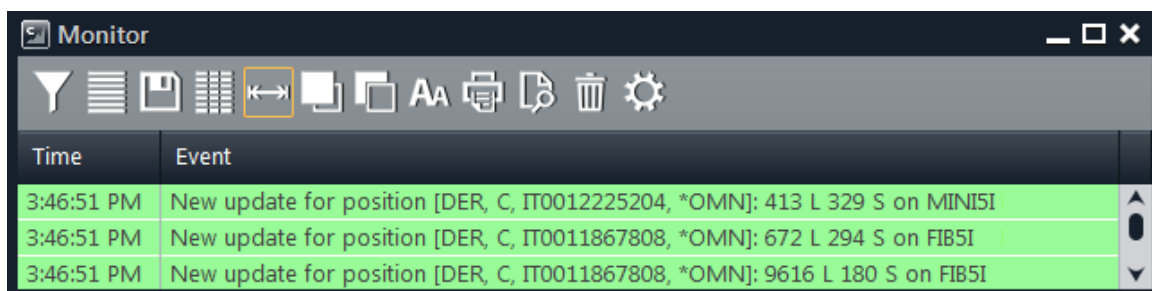 Monitor
AA
Time Event
3:46:51 PM New update for position [DER, C, IT0012225204, *OMN]: 413 L 329 S on MINI5I
3:46:51 PM New update for position [DER, C, IT0011867808, *OMN]: 672 L 294 S on FIB5I
3:46:51 PM New update for position [DER, C, IT0011867808, *OMN]: 9616 L 180 S on FIB5I